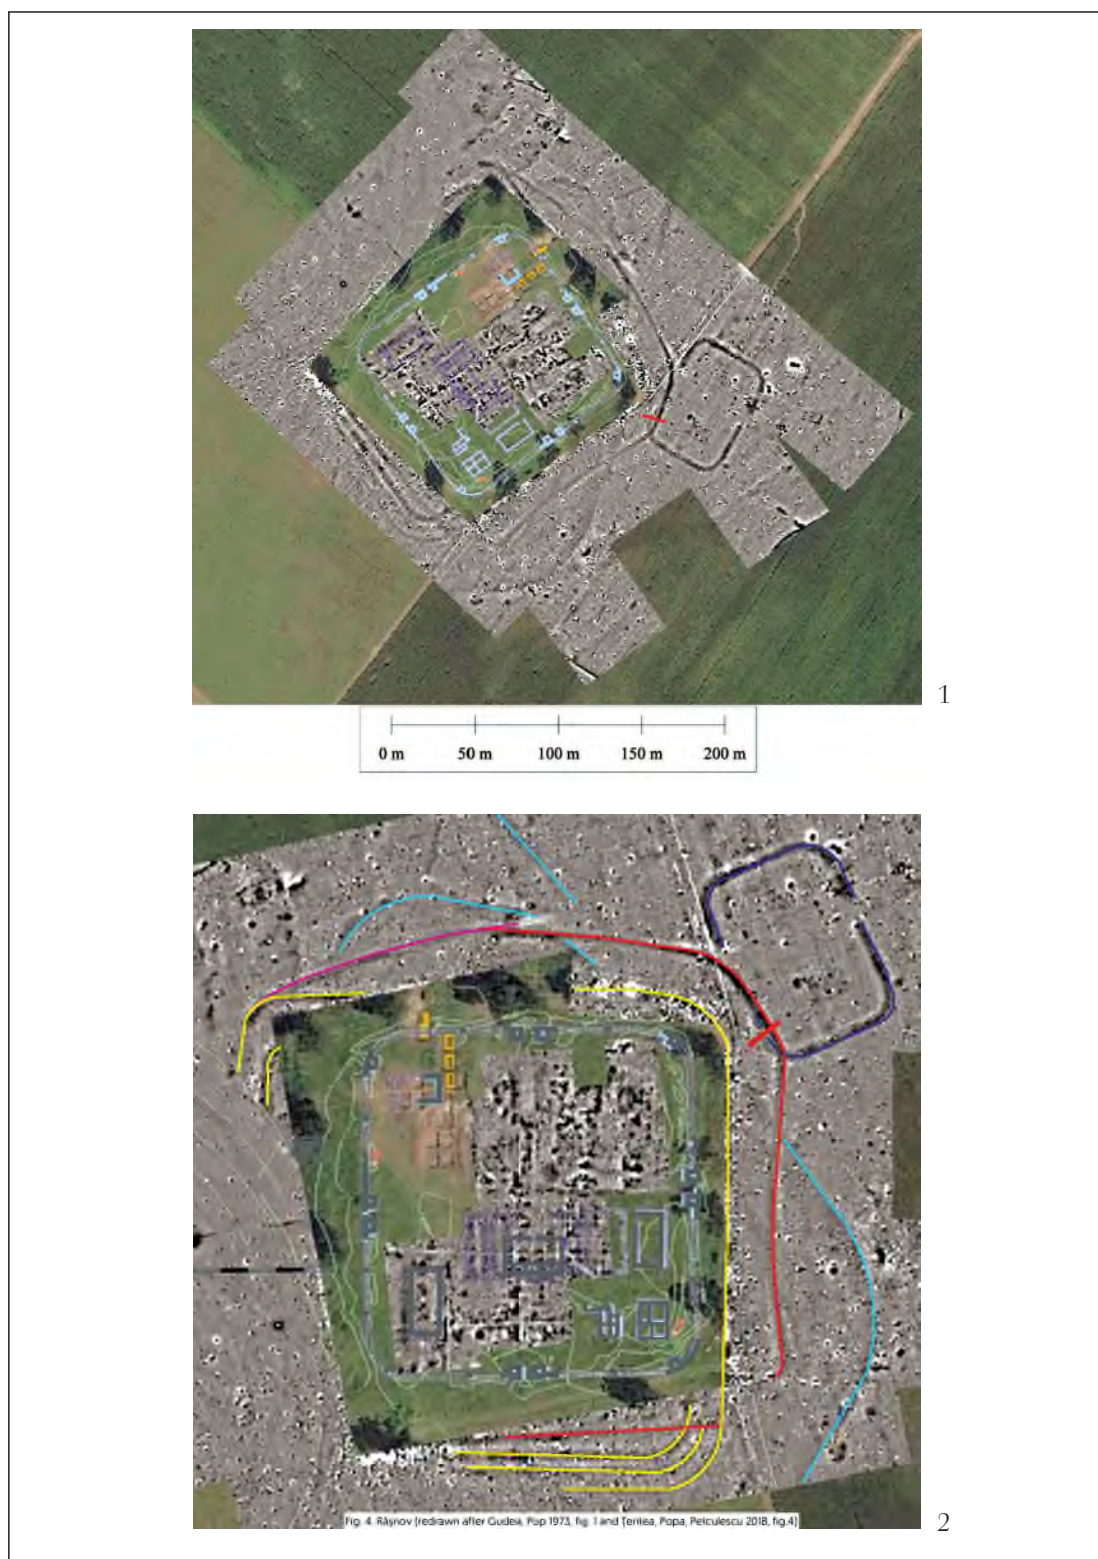 1
0 m 50 m 100 m 150 m 200 m
Fig. 4. Râșnov (redrawn after Gudea, Pop 1973, fig. 1 and Țentea, Popa, Petculescu 2018, fig.4)
2